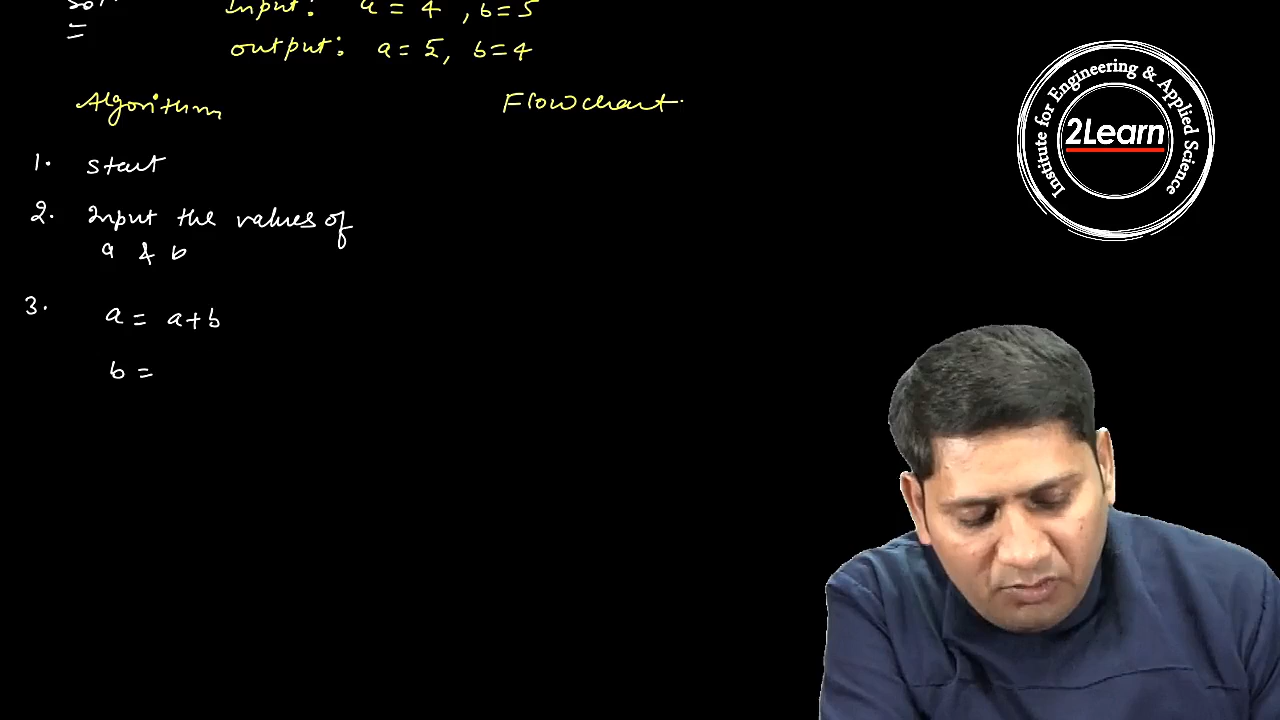 Input: a = 4 , b = 5
output: a = 5, b = 4
Algorithm
Flowchart
1. Start
2. Input the values of
a & b
3. a = a+b
b =
Institute for Engineering & Applied Science
2Learn